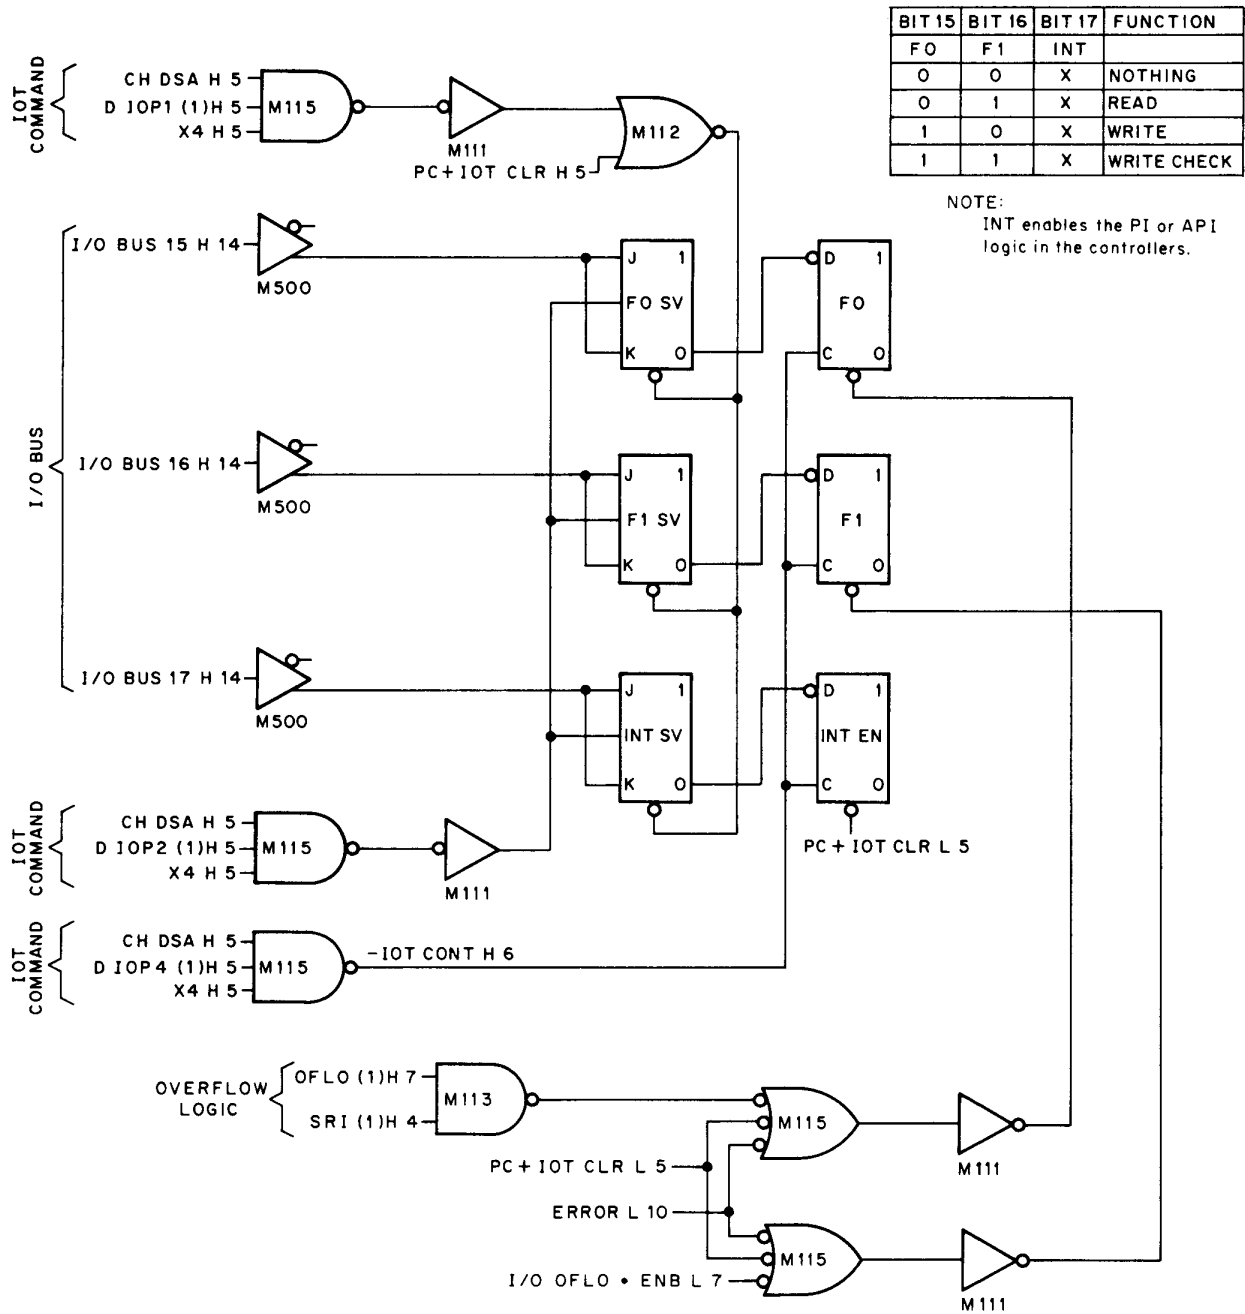 BIT 15 BIT 16 BIT 17 FUNCTION
F0 F1 INT
0 0 X NOTHING
0 1 X READ
1 0 X WRITE
1 1 X WRITE CHECK
NOTE:
INT enables the PI or API
logic in the controllers.
IOT
COMMAND
CH DSA H 5
D IOP1 (1)H 5
X4 H 5
M115
M111
PC+IOT CLR H 5
M112
I/O BUS
I/O BUS 15 H 14
M500
J 1
F0 SV
K 0
D 1
F0
C 0
I/O BUS 16 H 14
M500
J 1
F1 SV
K 0
D 1
F1
C 0
I/O BUS 17 H 14
M500
J 1
INT SV
K 0
D 1
INT EN
C 0
PC + IOT CLR L 5
IOT
COMMAND
CH DSA H 5
D IOP2 (1)H 5
X4 H 5
M115
M111
IOT
COMMAND
CH DSA H 5
D IOP4 (1)H 5
X4 H 5
M115
-IOT CONT H 6
OVERFLOW
LOGIC
OFLO (1)H 7
SRI (1)H 4
M113
PC+IOT CLR L 5
ERROR L 10
I/O OFLO • ENB L 7
M115
M111
M115
M111